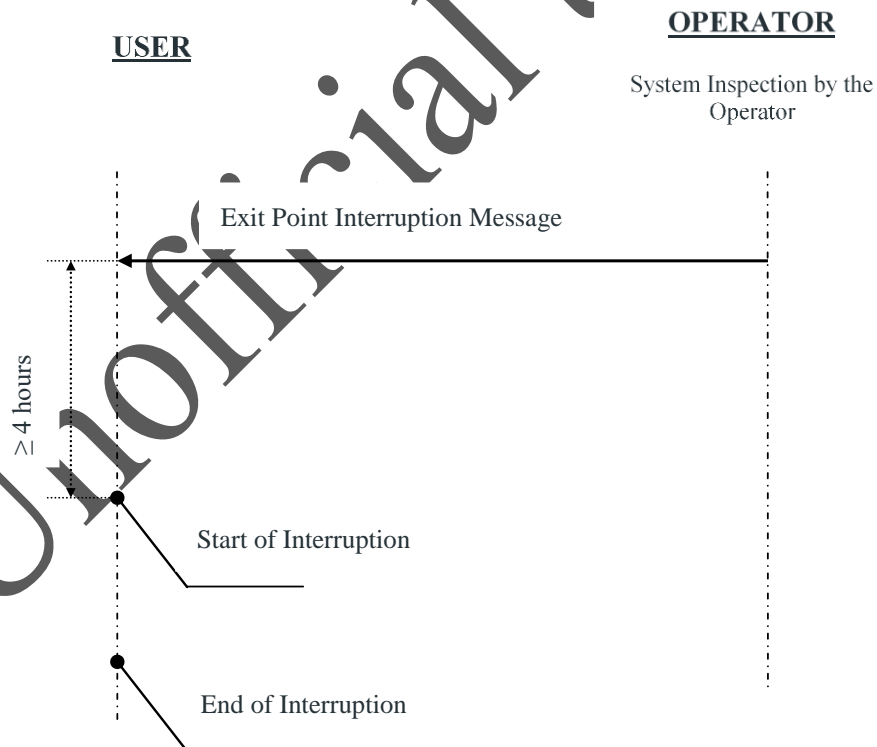 USER
OPERATOR
System Inspection by the
Operator
Exit Point Interruption Message
≥ 4 hours
Start of Interruption
End of Interruption
Unofficial